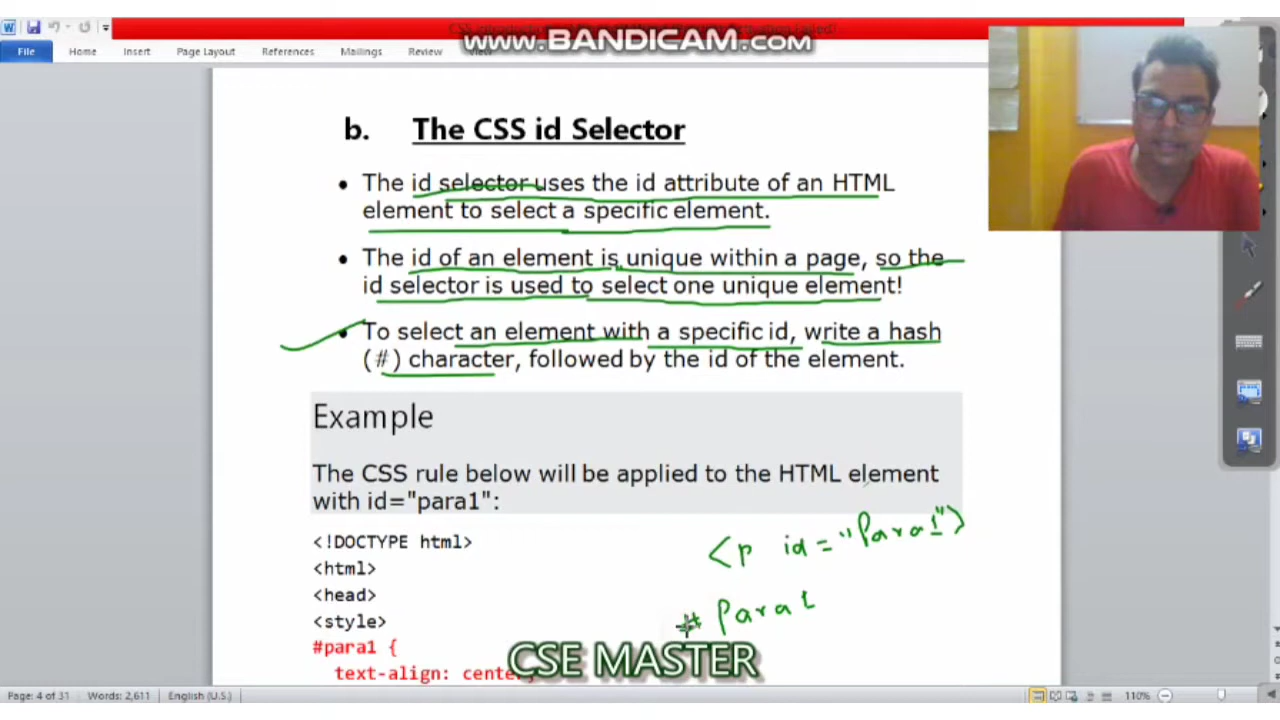 www.BANDICAM.com
File Home Insert Page Layout References Mailings Review
b. The CSS id Selector
• The id selector uses the id attribute of an HTML
element to select a specific element.
• The id of an element is unique within a page, so the
id selector is used to select one unique element!
• To select an element with a specific id, write a hash
(#) character, followed by the id of the element.
Example
The CSS rule below will be applied to the HTML element
with id="para1":
<!DOCTYPE html>
<html>
<head>
<style>
#para1 {
text-align: center;
<p id="Para1">
# Para1
CSE MASTER
Page: 4 of 31 Words: 2,611 English (U.S.) 110%